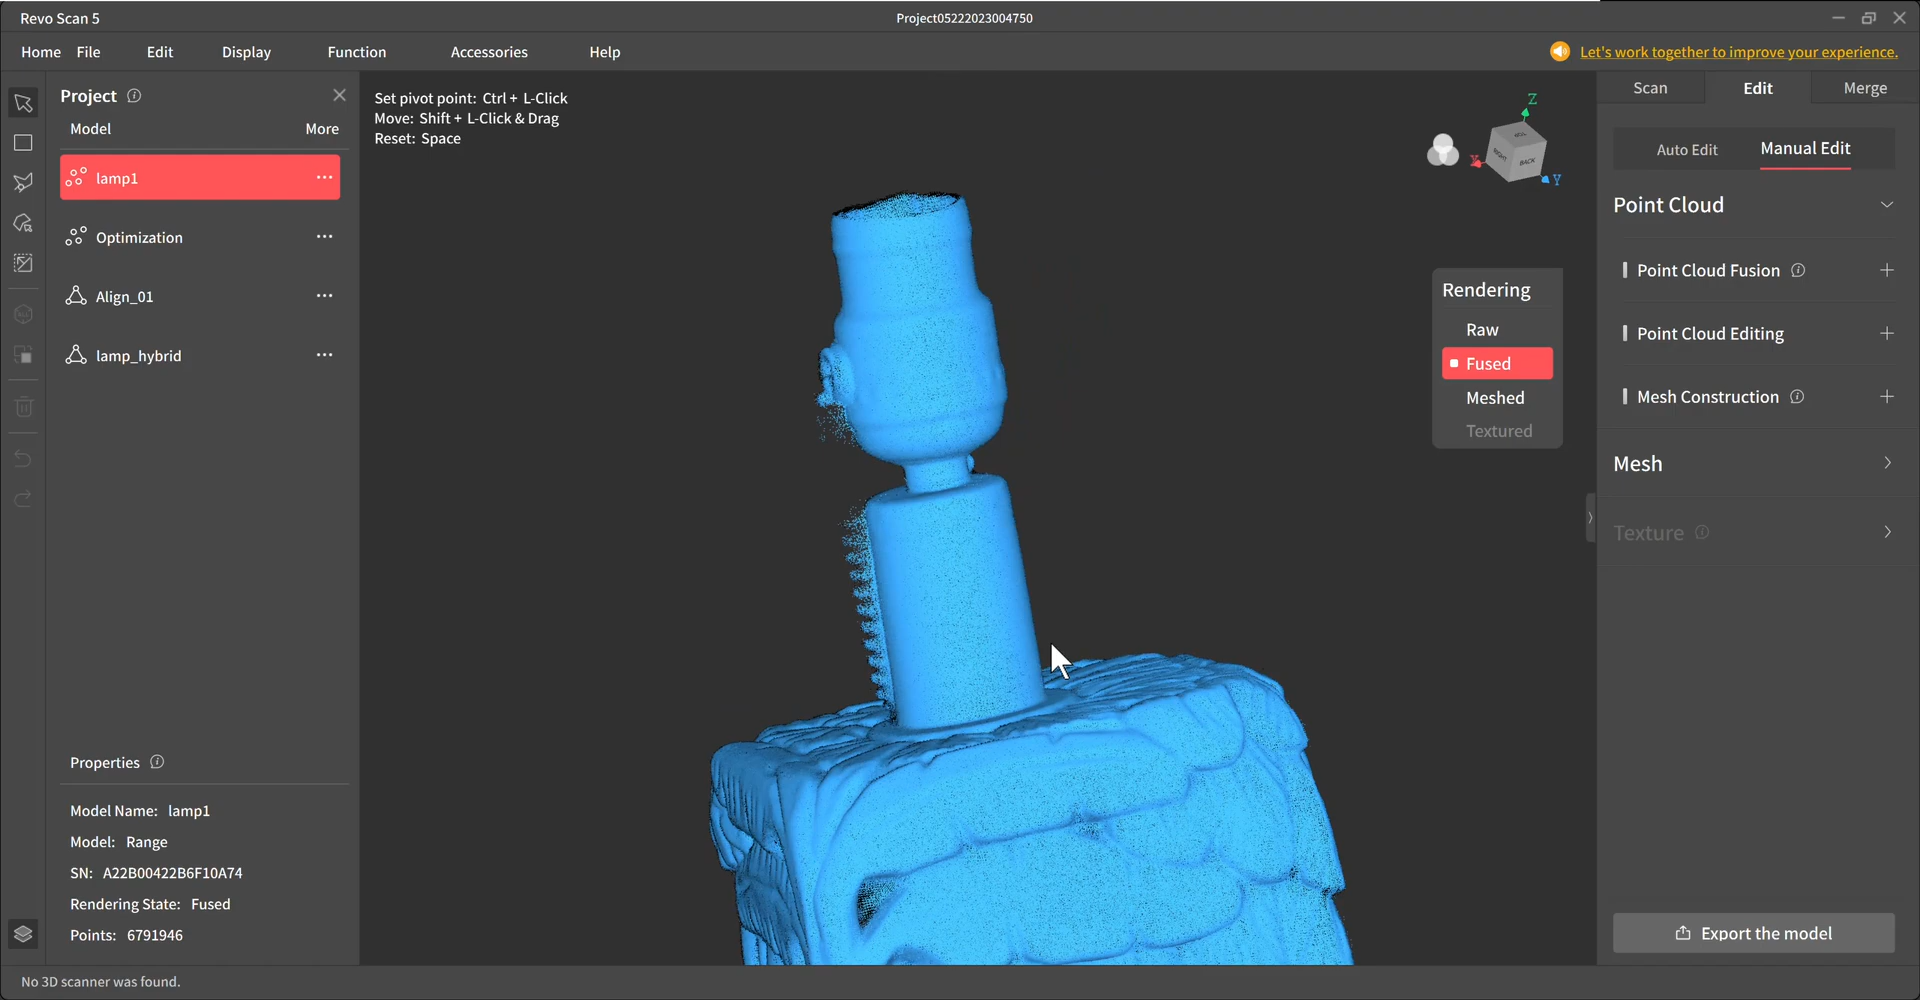 Revo Scan 5
Project05222023004750
Home File Edit Display Function Accessories Help
Let's work together to improve your experience.
Project
Model More
lamp1
Optimization
Align_01
lamp_hybrid
Properties
Model Name: lamp1
Model: Range
SN: A22B00422B6F10A74
Rendering State: Fused
Points: 6791946
No 3D scanner was found.
Set pivot point: Ctrl + L-Click
Move: Shift + L-Click & Drag
Reset: Space
Z
X
Y
TOP
RIGHT
BACK
Rendering
Raw
Fused
Meshed
Textured
Scan Edit Merge
Auto Edit Manual Edit
Point Cloud
Point Cloud Fusion
Point Cloud Editing
Mesh Construction
Mesh
Texture
Export the model